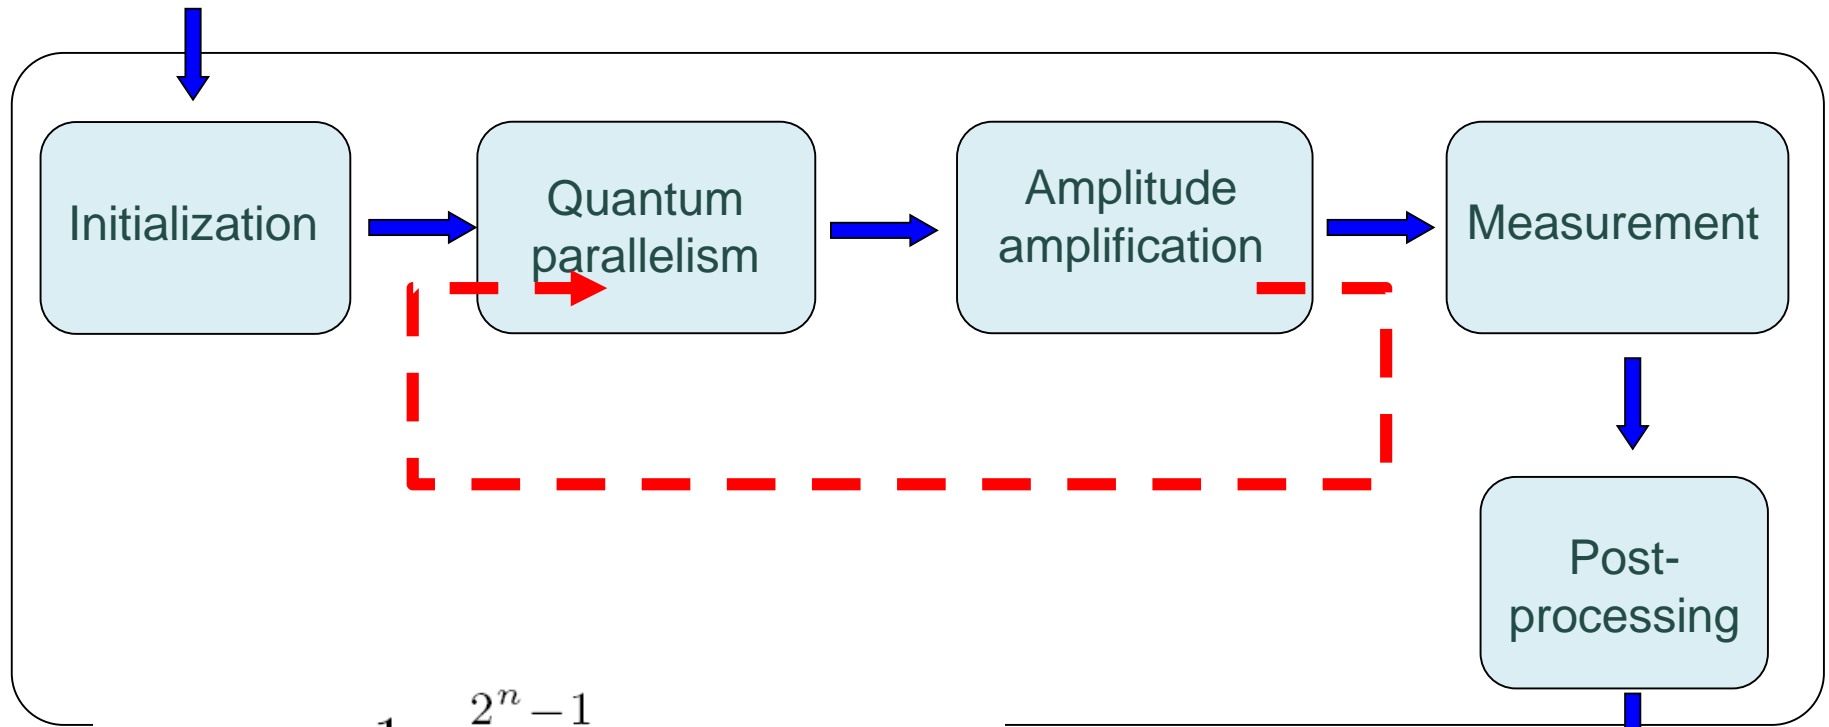 Initialization
Quantum
parallelism
Amplitude
amplification
Measurement
Post-
processing
2^n − 1